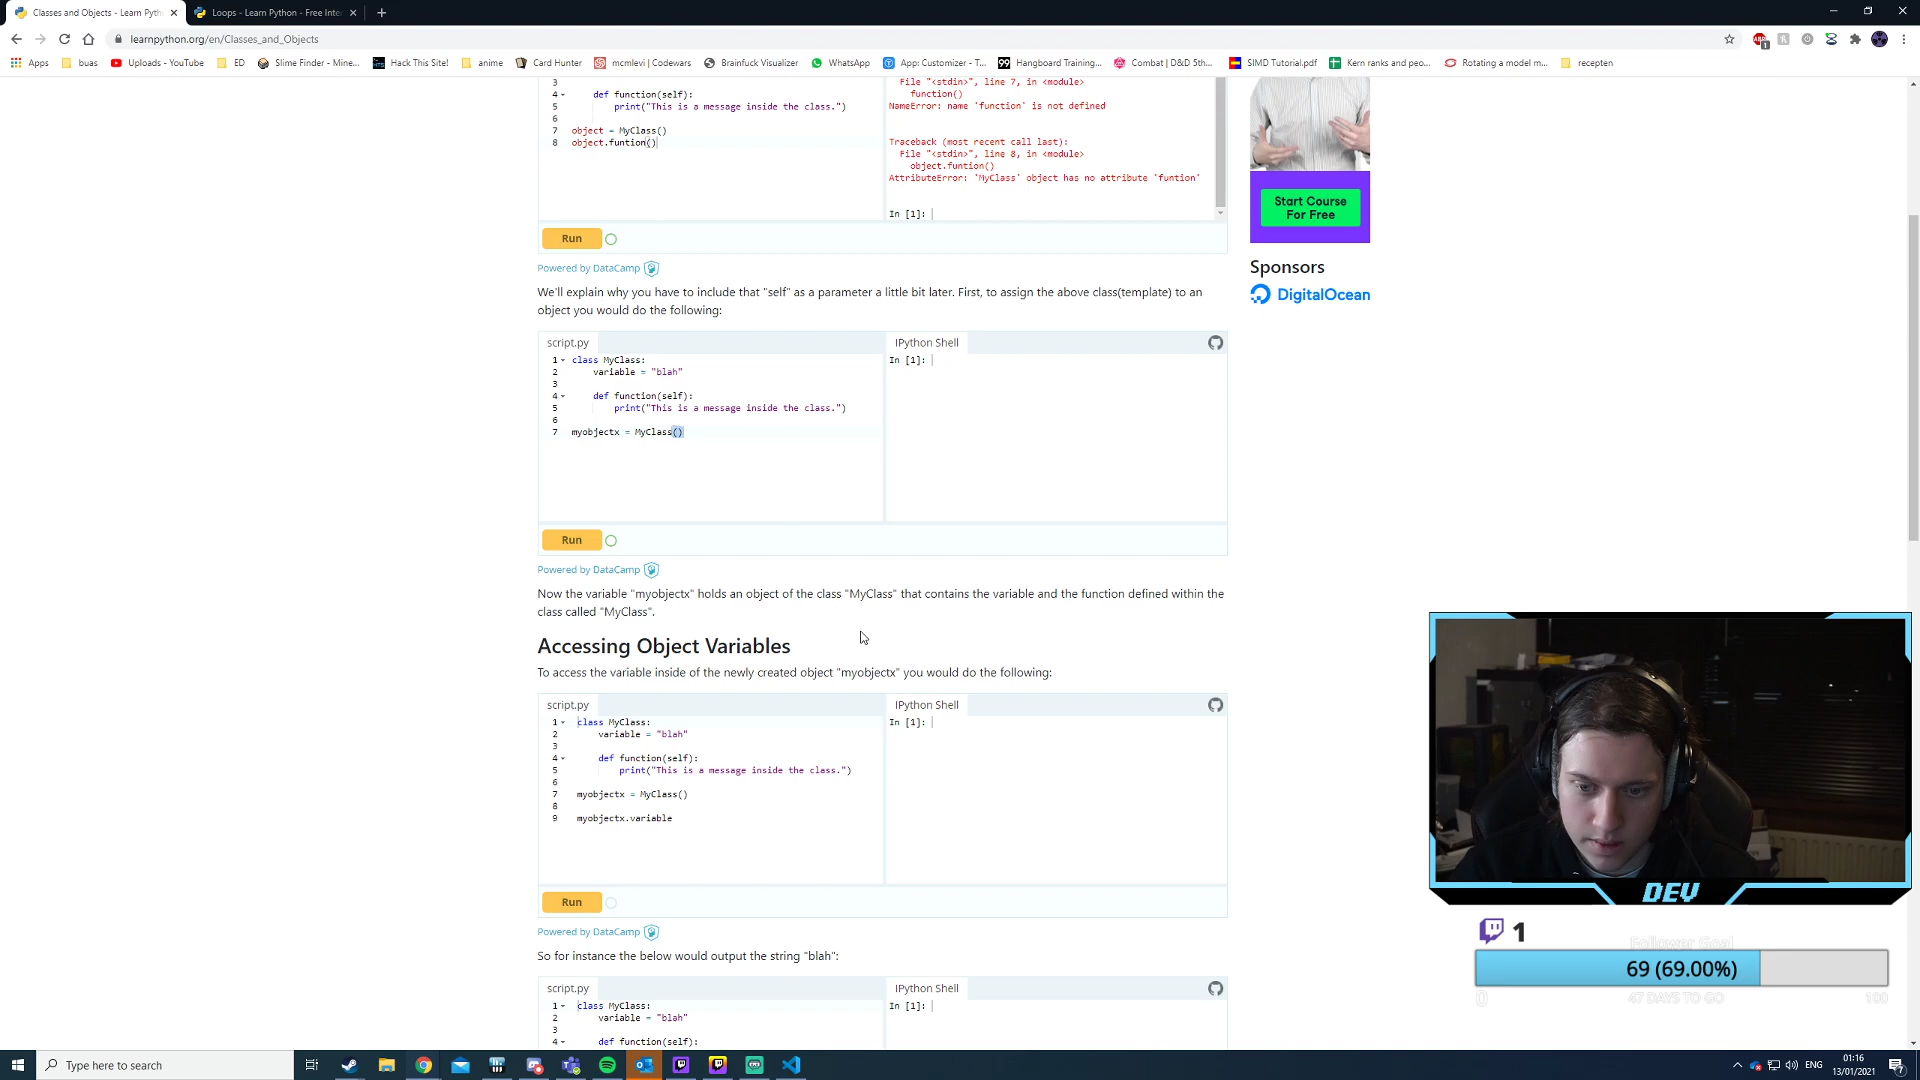 Classes and Objects - Learn Pyth
Loops - Learn Python - Free Inte
learnpython.org/en/Classes_and_Objects
Apps
buas
Uploads - YouTube
ED
Slime Finder - Mine...
Hack This Site!
anime
Card Hunter
mcmlevi | Codewars
Brainfuck Visualizer
WhatsApp
App: Customizer - T...
Hangboard Training...
Combat | D&D 5th...
SIMD Tutorial.pdf
Kern ranks and peo...
Rotating a model m...
recepten
3
4 def function(self):
5 print("This is a message inside the class.")
6
7 object = MyClass()
8 object.funtion()
File "<stdin>", line 7, in <module>
function()
NameError: name 'function' is not defined
Traceback (most recent call last):
File "<stdin>", line 8, in <module>
object.funtion()
AttributeError: 'MyClass' object has no attribute 'funtion'
In [1]:
Run
Powered by DataCamp
Start Course
For Free
Sponsors
DigitalOcean
We'll explain why you have to include that "self" as a parameter a little bit later. First, to assign the above class(template) to an
object you would do the following:
script.py
IPython Shell
1 class MyClass:
2 variable = "blah"
3
4 def function(self):
5 print("This is a message inside the class.")
6
7 myobjectx = MyClass()
In [1]:
Run
Powered by DataCamp
Now the variable "myobjectx" holds an object of the class "MyClass" that contains the variable and the function defined within the
class called "MyClass".
Accessing Object Variables
To access the variable inside of the newly created object "myobjectx" you would do the following:
script.py
IPython Shell
1 class MyClass:
2 variable = "blah"
3
4 def function(self):
5 print("This is a message inside the class.")
6
7 myobjectx = MyClass()
8
9 myobjectx.variable
In [1]:
Run
Powered by DataCamp
So for instance the below would output the string "blah":
script.py
IPython Shell
1 class MyClass:
2 variable = "blah"
3
4 def function(self):
In [1]:
DEV
1
Follower Goal
69 (69.00%)
0
47 DAYS TO GO
100
Type here to search
ENG
01:16
13/01/2021